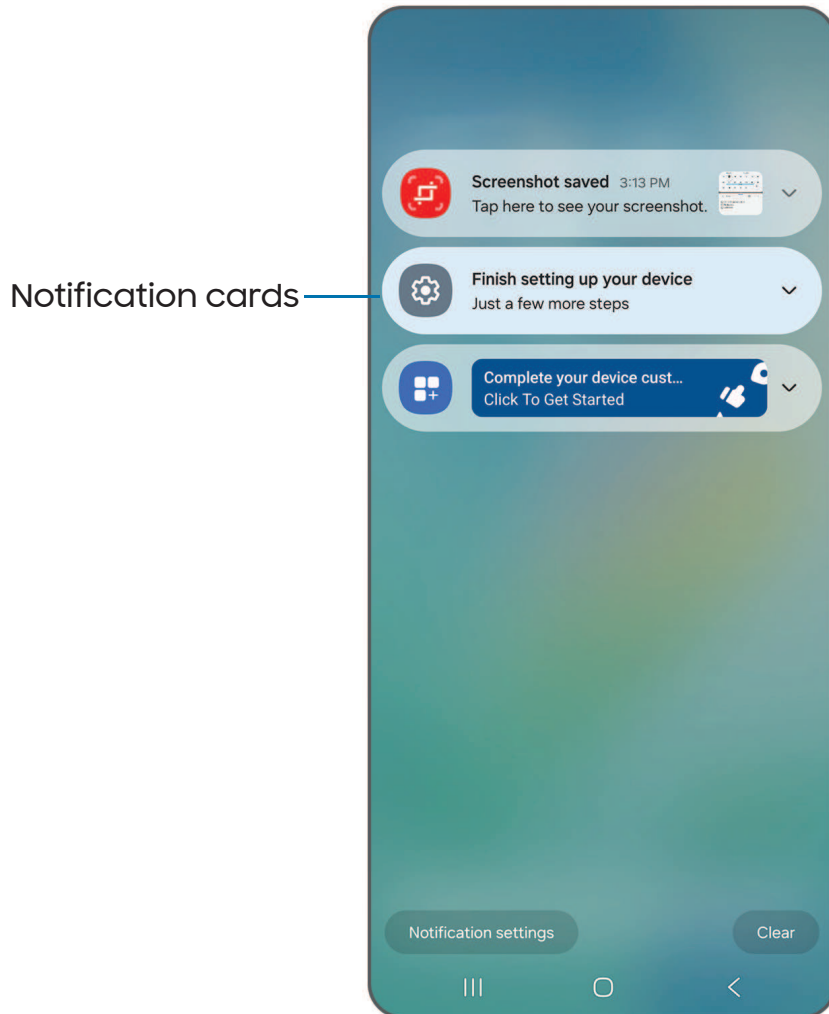 Screenshot saved 3:13 PM
Tap here to see your screenshot.
Notification cards
Finish setting up your device
Just a few more steps
Complete your device cust...
Click To Get Started
Notification settings
Clear